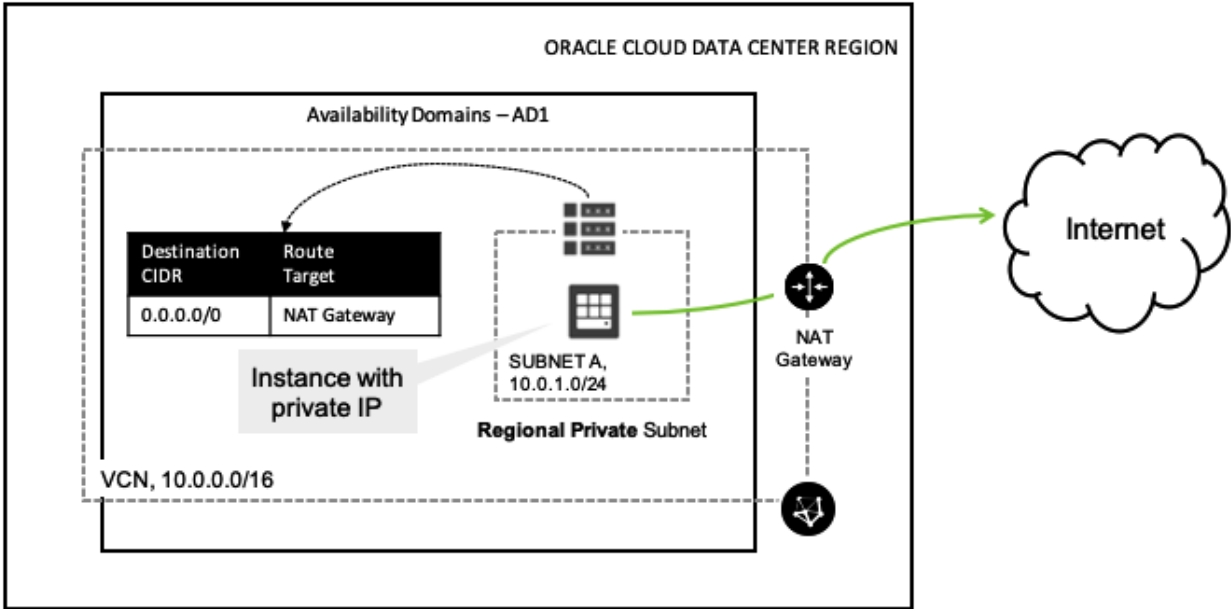 ORACLE CLOUD DATA CENTER REGION
Availability Domains – AD1
Destination CIDR
Route Target
0.0.0.0/0
NAT Gateway
Instance with
private IP
SUBNET A,
10.0.1.0/24
Regional Private Subnet
VCN, 10.0.0.0/16
NAT
Gateway
Internet